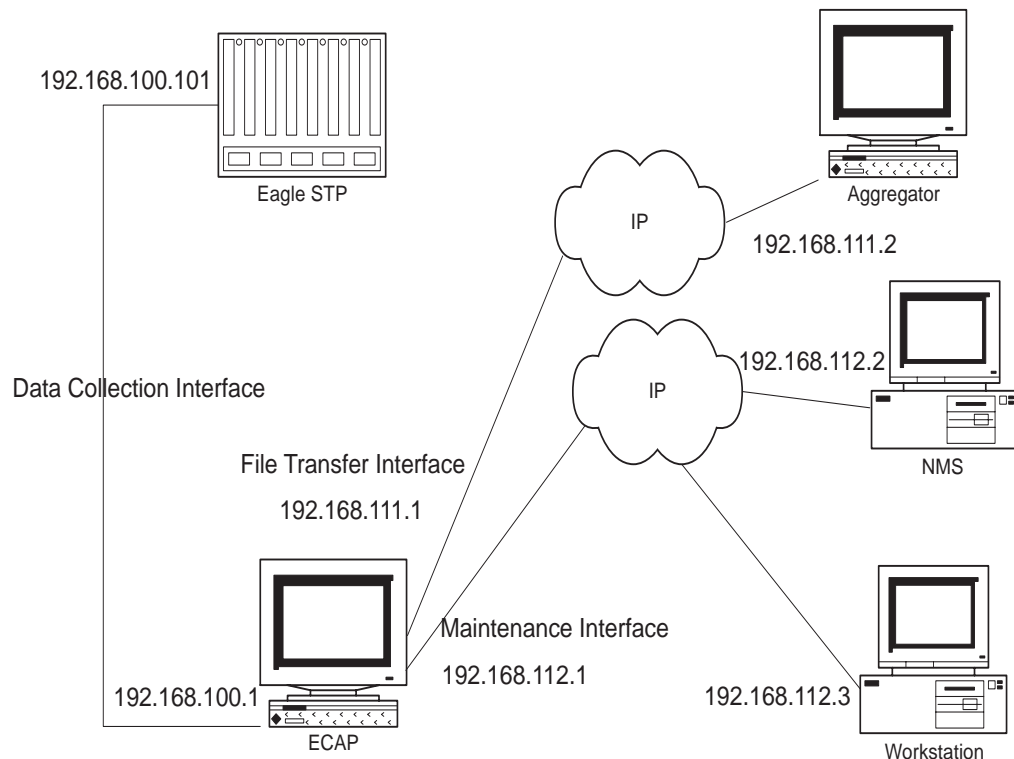 192.168.100.101
Eagle STP
IP
Aggregator
192.168.111.2
192.168.112.2
IP
Data Collection Interface
File Transfer Interface
NMS
192.168.111.1
Maintenance Interface
192.168.112.1
192.168.100.1
192.168.112.3
ECAP
Workstation